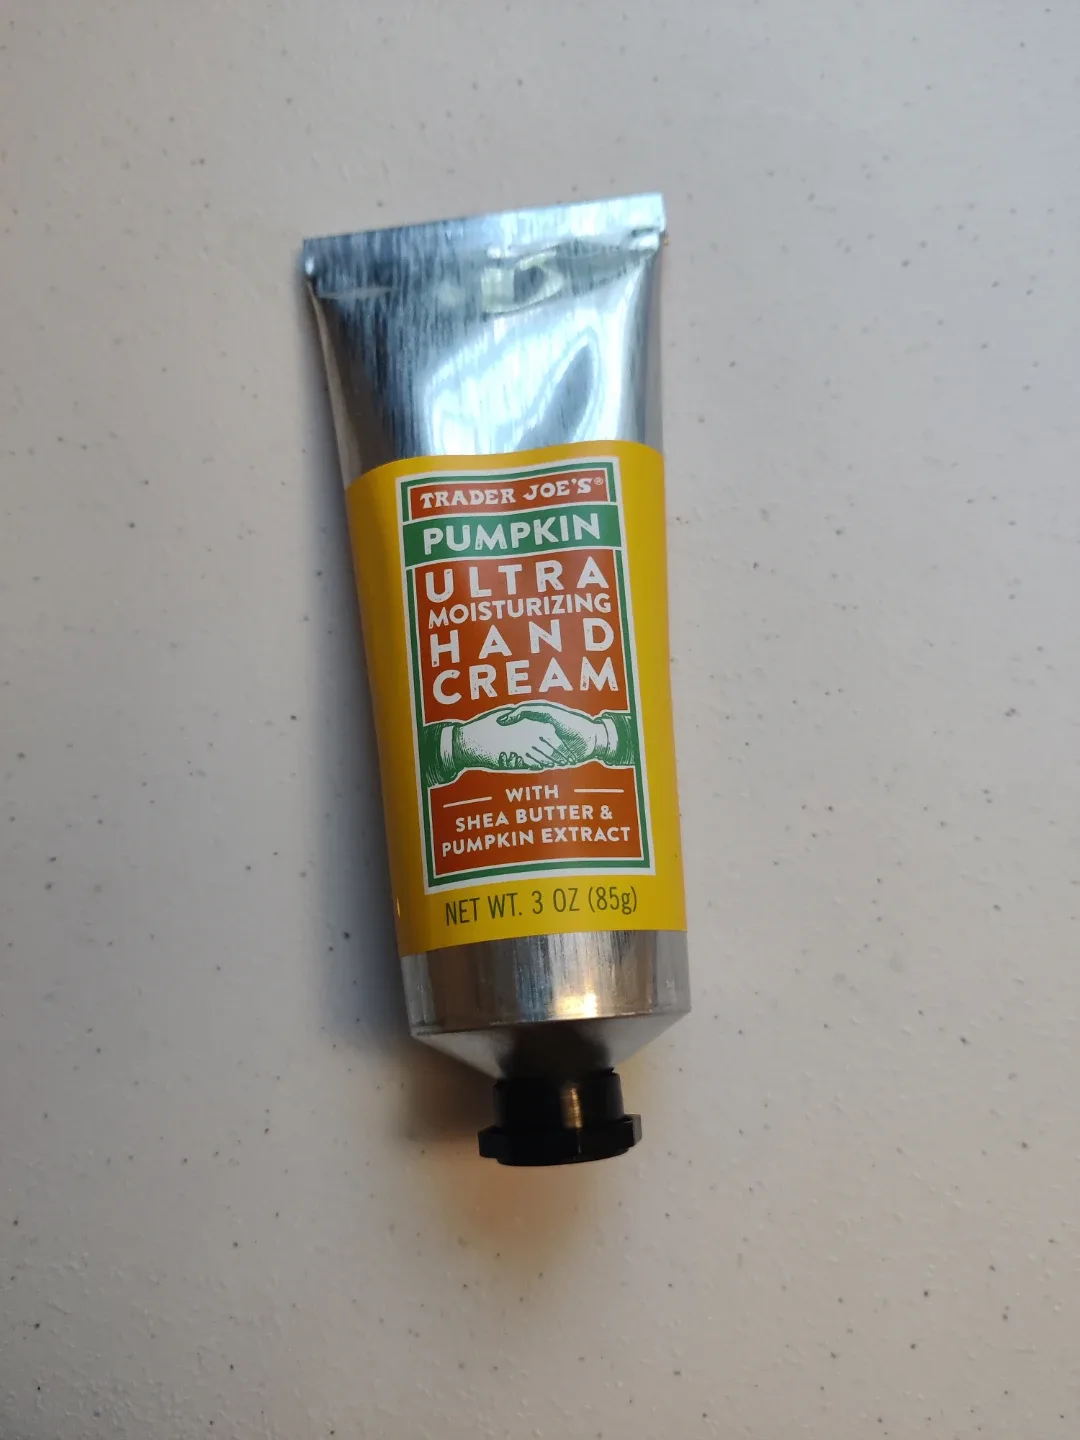 TRADER JOE'S®
PUMPKIN
ULTRA
MOISTURIZING
HAND
CREAM
WITH
SHEA BUTTER &
PUMPKIN EXTRACT
NET WT. 3 OZ (85g)